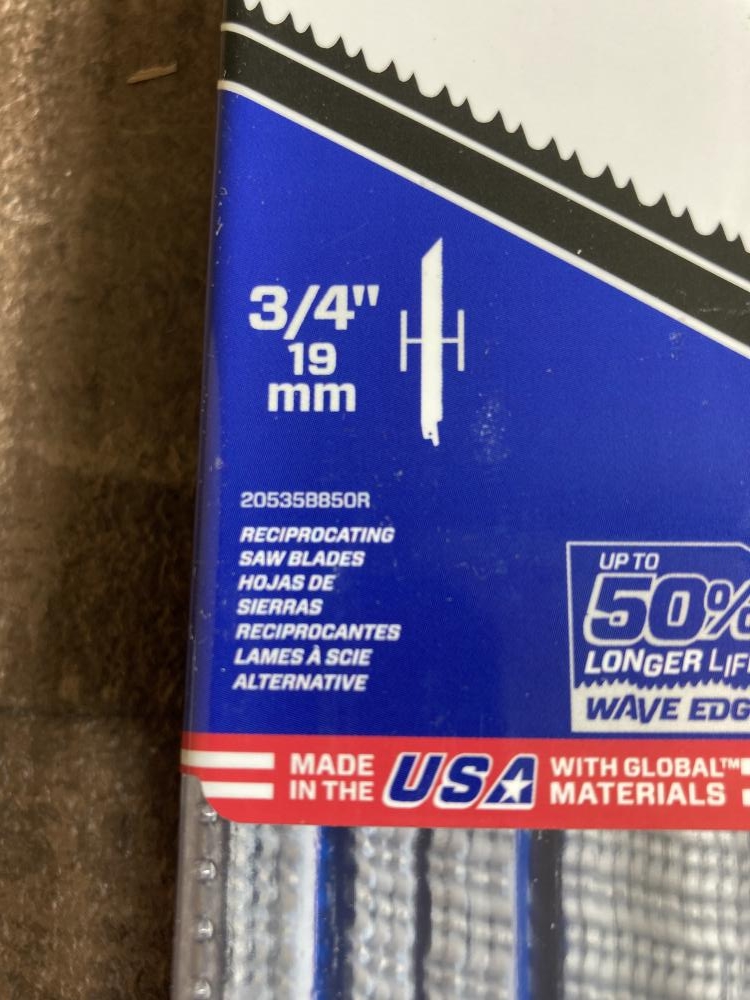 3/4"
19
mm
20535B850R
RECIPROCATING
SAW BLADES
HOJAS DE
SIERRAS
RECIPROCANTES
LAMES À SCIE
ALTERNATIVE
UP TO
50%
LONGER
WAVE
MADE
IN THE
USA
WITH GLOBAL™
MATERIALS